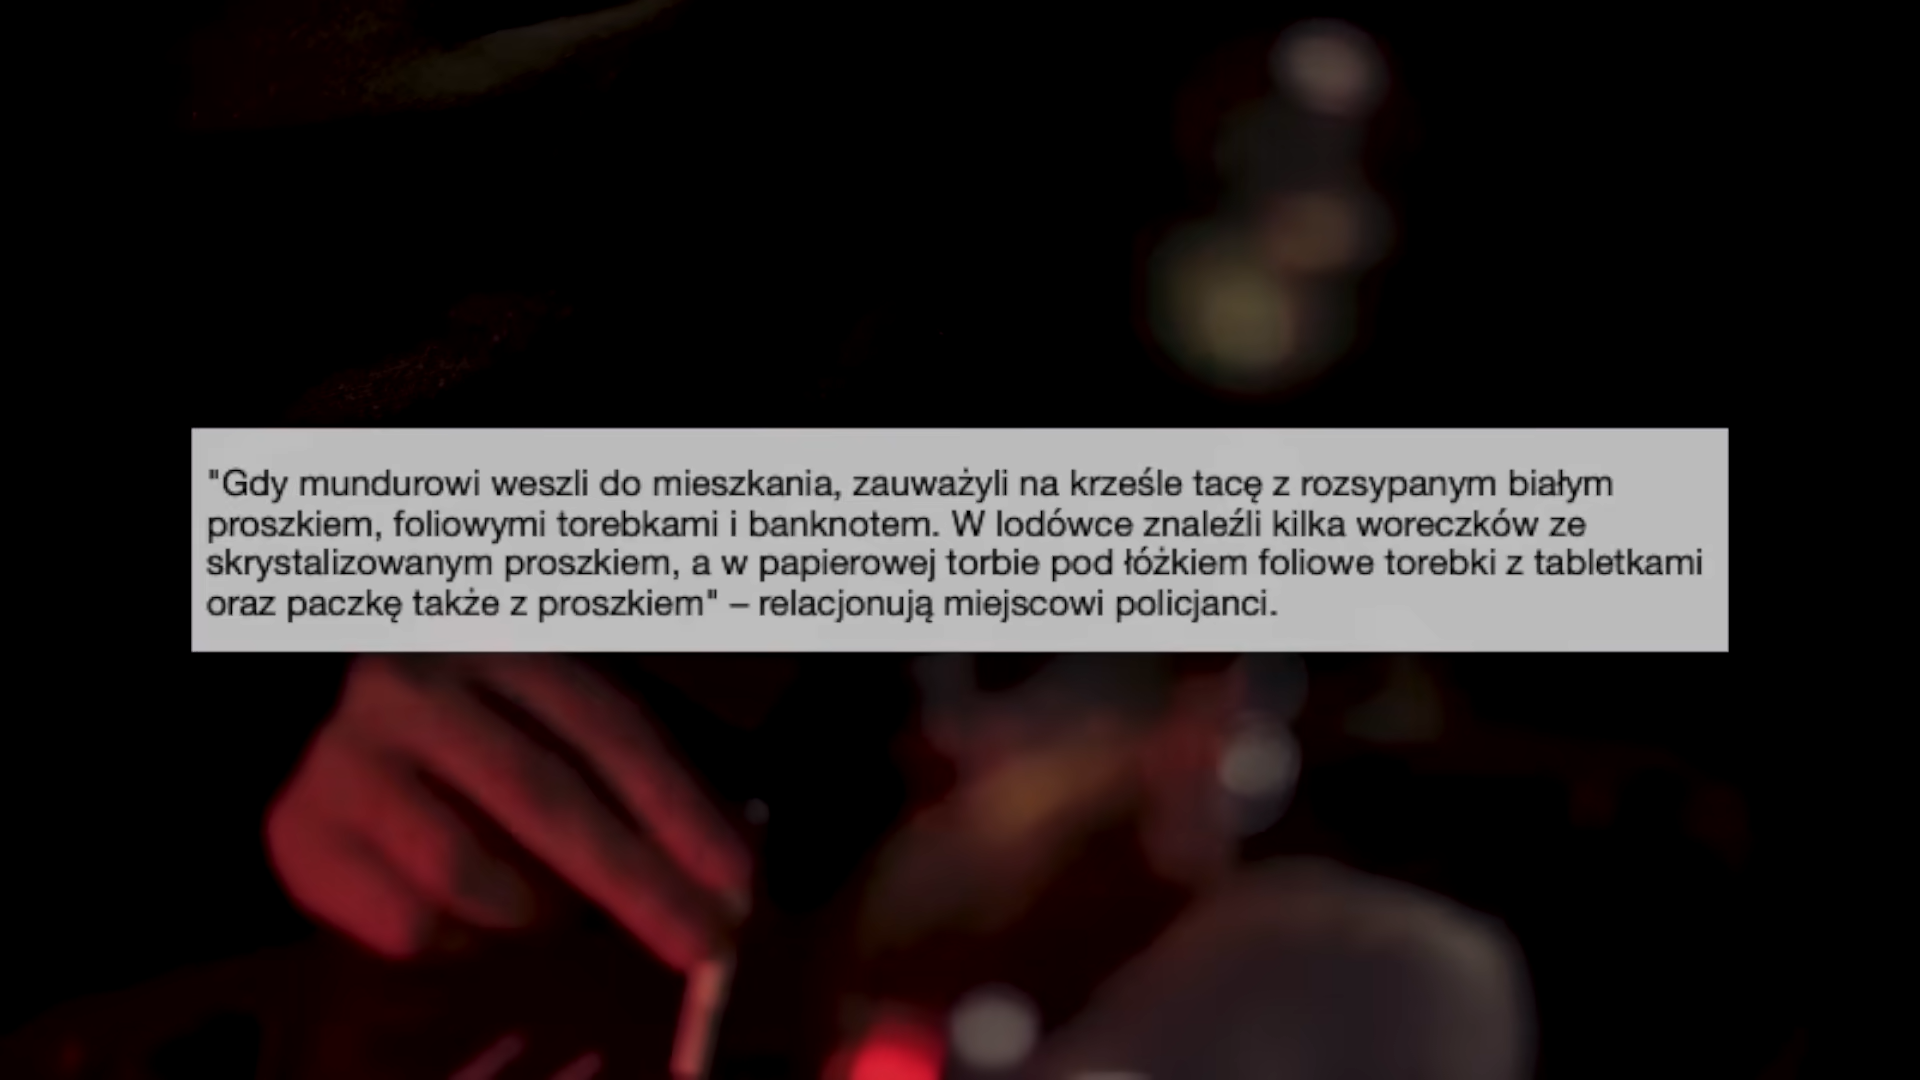 "Gdy mundurowi weszli do mieszkania, zauważyli na krześle tacę z rozsypanym białym
proszkiem, foliowymi torebkami i banknotem. W lodówce znaleźli kilka woreczków ze
skrystalizowanym proszkiem, a w papierowej torbie pod łóżkiem foliowe torebki z tabletkami
oraz paczkę także z proszkiem" – relacjonują miejscowi policjanci.